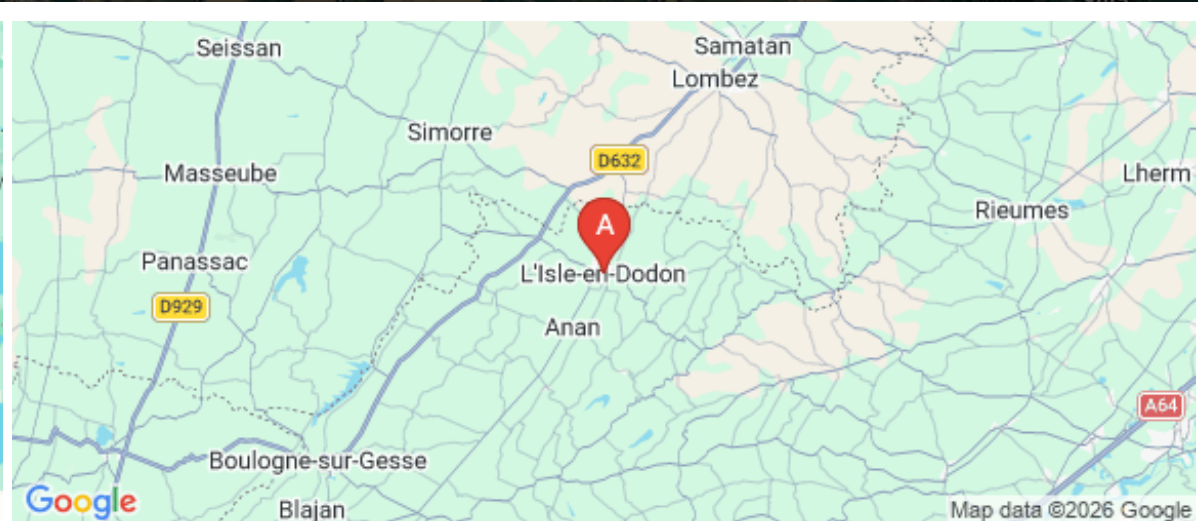 Seissan
Samatan
Lombez
Simorre
D632
Masseube
Lherm
A
Rieumes
Panassac
L'Isle-en-Dodon
D929
Anan
A64
Boulogne-sur-Gesse
Google
Blajan
Map data ©2026 Google